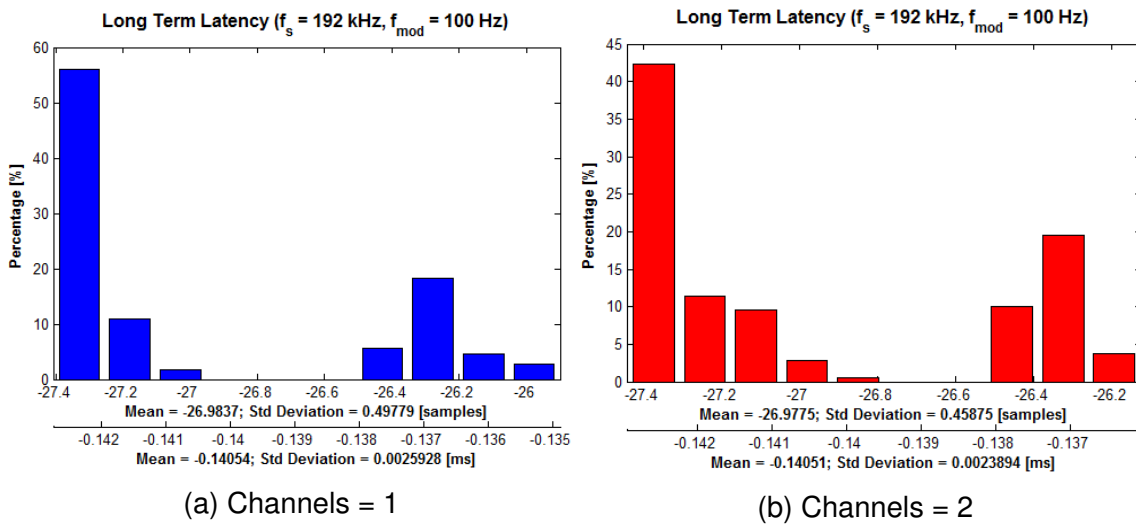 Long Term Latency (fs = 192 kHz, fmod = 100 Hz)
60
50
40
30
20
10
0
Percentage [%]
-27.4 -27.2 -27 -26.8 -26.6 -26.4 -26.2 -26
Mean = -26.9837; Std Deviation = 0.49779 [samples]
-0.142 -0.141 -0.14 -0.139 -0.138 -0.137 -0.136 -0.135
Mean = -0.14054; Std Deviation = 0.0025928 [ms]
(a) Channels = 1
Long Term Latency (fs = 192 kHz, fmod = 100 Hz)
45
40
35
30
25
20
15
10
5
0
Percentage [%]
-27.4 -27.2 -27 -26.8 -26.6 -26.4 -26.2
Mean = -26.9775; Std Deviation = 0.45875 [samples]
-0.142 -0.141 -0.14 -0.139 -0.138 -0.137
Mean = -0.14051; Std Deviation = 0.0023894 [ms]
(b) Channels = 2